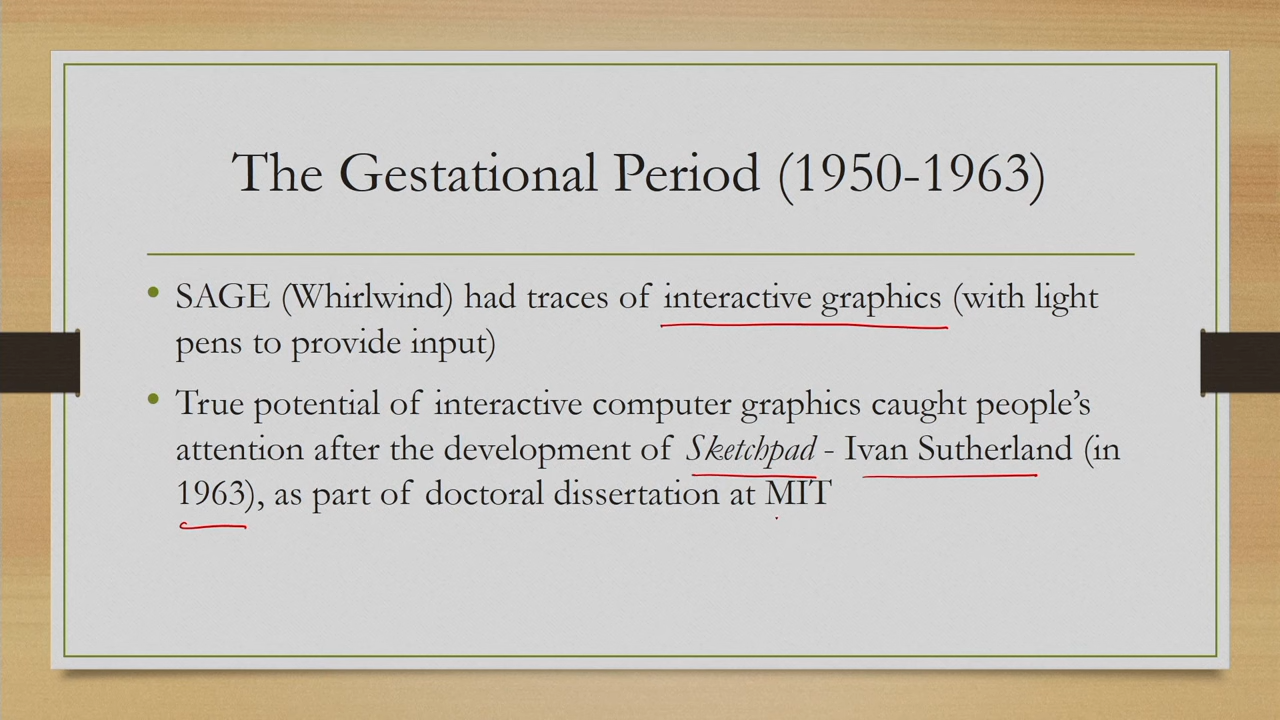 The Gestational Period (1950-1963)
• SAGE (Whirlwind) had traces of interactive graphics (with light
pens to provide input)
• True potential of interactive computer graphics caught people’s
attention after the development of Sketchpad - Ivan Sutherland (in
1963), as part of doctoral dissertation at MIT